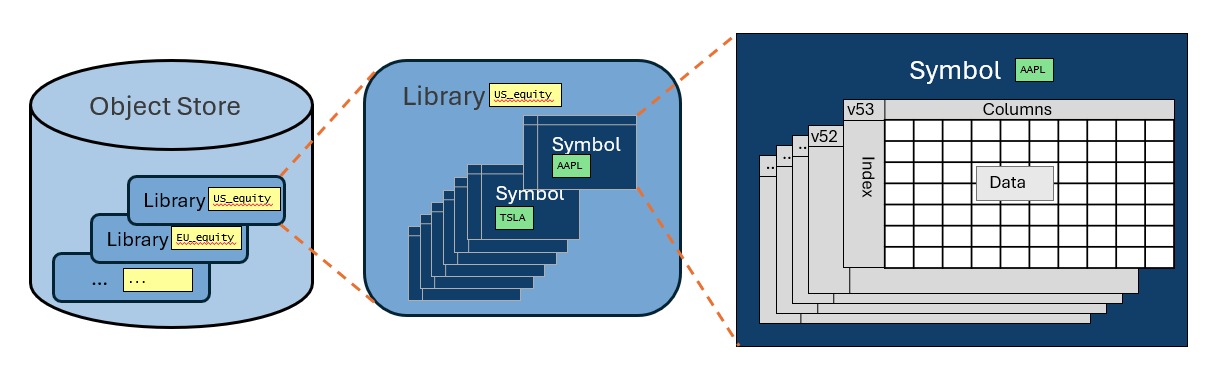 Object Store
Library US_equity
Library EU_equity
... ...
Library US_equity
Symbol
AAPL
Symbol
TSLA
Symbol AAPL
v53 Columns
v52
..
..
..
Index
Data